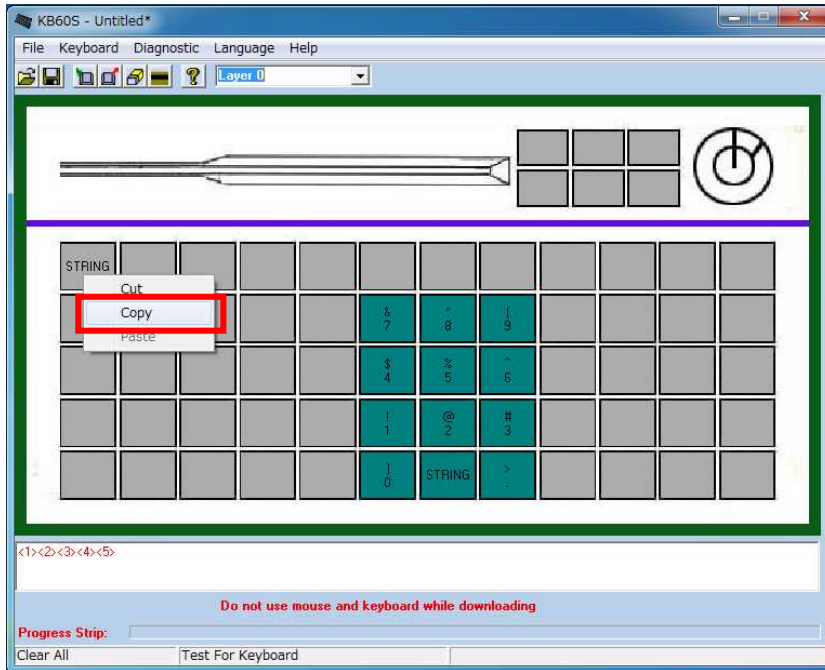 KB60S - Untitled*
File Keyboard Diagnostic Language Help
Layer 0
STRING
Cut
Copy
Paste
& * (
7 8 9
$ % ^
4 5 6
! @ #
1 2 3
) STRING >
0 .
<1><2><3><4><5>
Do not use mouse and keyboard while downloading
Progress Strip:
Clear All Test For Keyboard